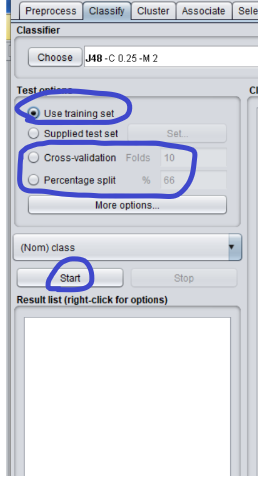 Preprocess Classify Cluster Associate Sele
Classifier
Choose J48 -C 0.25 -M 2
Test options Cl
Use training set
Supplied test set Set...
Cross-validation Folds 10
Percentage split % 66
More options...
(Nom) class
Start Stop
Result list (right-click for options)